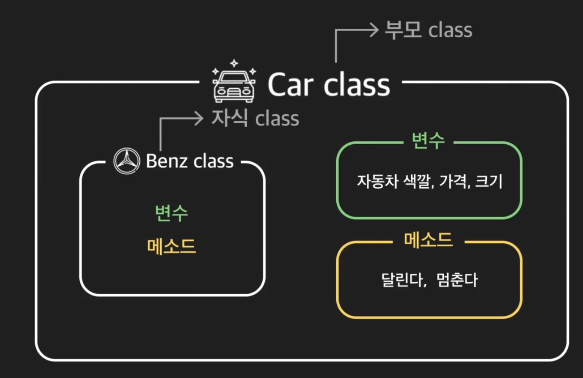 부모 class
Car class
자식 class
Benz class
변수
메소드
변수
자동차 색깔, 가격, 크기
메소드
달린다, 멈춘다